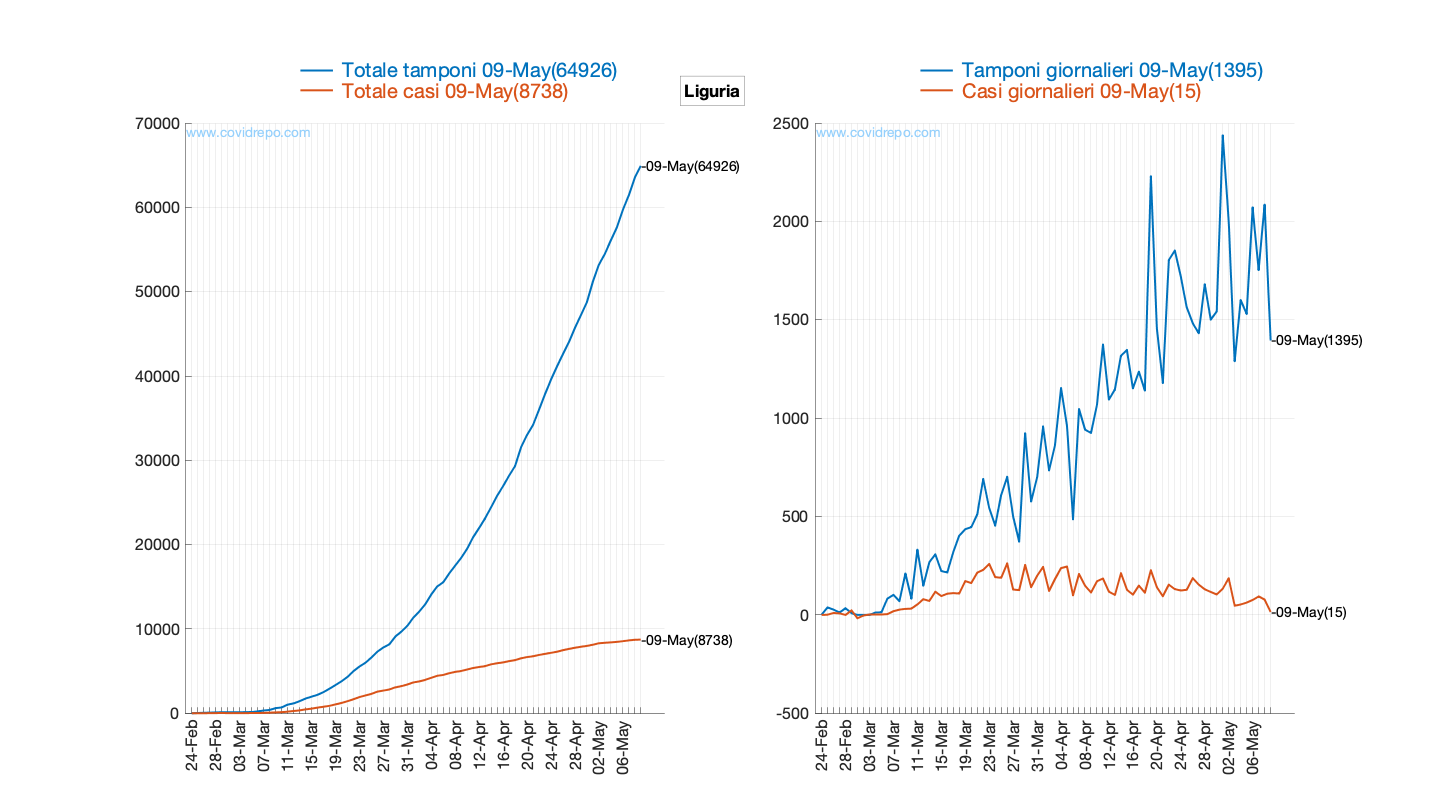 Totale tamponi 09-May(64926)
Totale casi 09-May(8738)
Liguria
Tamponi giornalieri 09-May(1395)
Casi giornalieri 09-May(15)
www.covidrepo.com
70000
60000
50000
40000
30000
20000
10000
0
-09-May(64926)
-09-May(8738)
24-Feb
28-Feb
03-Mar
07-Mar
11-Mar
15-Mar
19-Mar
23-Mar
27-Mar
31-Mar
04-Apr
08-Apr
12-Apr
16-Apr
20-Apr
24-Apr
28-Apr
02-May
06-May
www.covidrepo.com
2500
2000
1500
1000
500
0
-500
-09-May(1395)
-09-May(15)
24-Feb
28-Feb
03-Mar
07-Mar
11-Mar
15-Mar
19-Mar
23-Mar
27-Mar
31-Mar
04-Apr
08-Apr
12-Apr
16-Apr
20-Apr
24-Apr
28-Apr
02-May
06-May